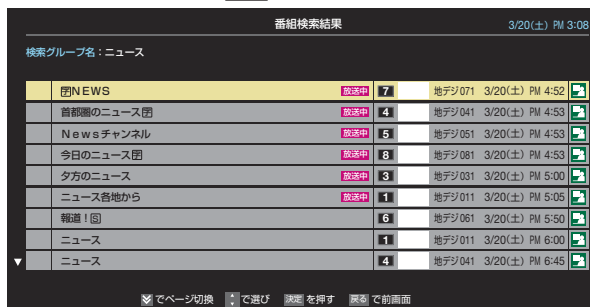 番組検索結果 3/20(土) PM 3:08
検索グループ名：ニュース
字NEWS 放送中 7 地デジ071 3/20(土) PM 4:52
首都圏のニュース字 放送中 4 地デジ041 3/20(土) PM 4:53
Newsチャンネル 放送中 5 地デジ051 3/20(土) PM 4:53
今日のニュース字 放送中 8 地デジ081 3/20(土) PM 4:53
夕方のニュース 放送中 3 地デジ031 3/20(土) PM 5:00
ニュース各地から 放送中 1 地デジ011 3/20(土) PM 5:05
報道！S 6 地デジ061 3/20(土) PM 5:50
ニュース 1 地デジ011 3/20(土) PM 6:00
ニュース 4 地デジ041 3/20(土) PM 6:45
でページ切換 で選び 決定 を押す 戻る で前画面